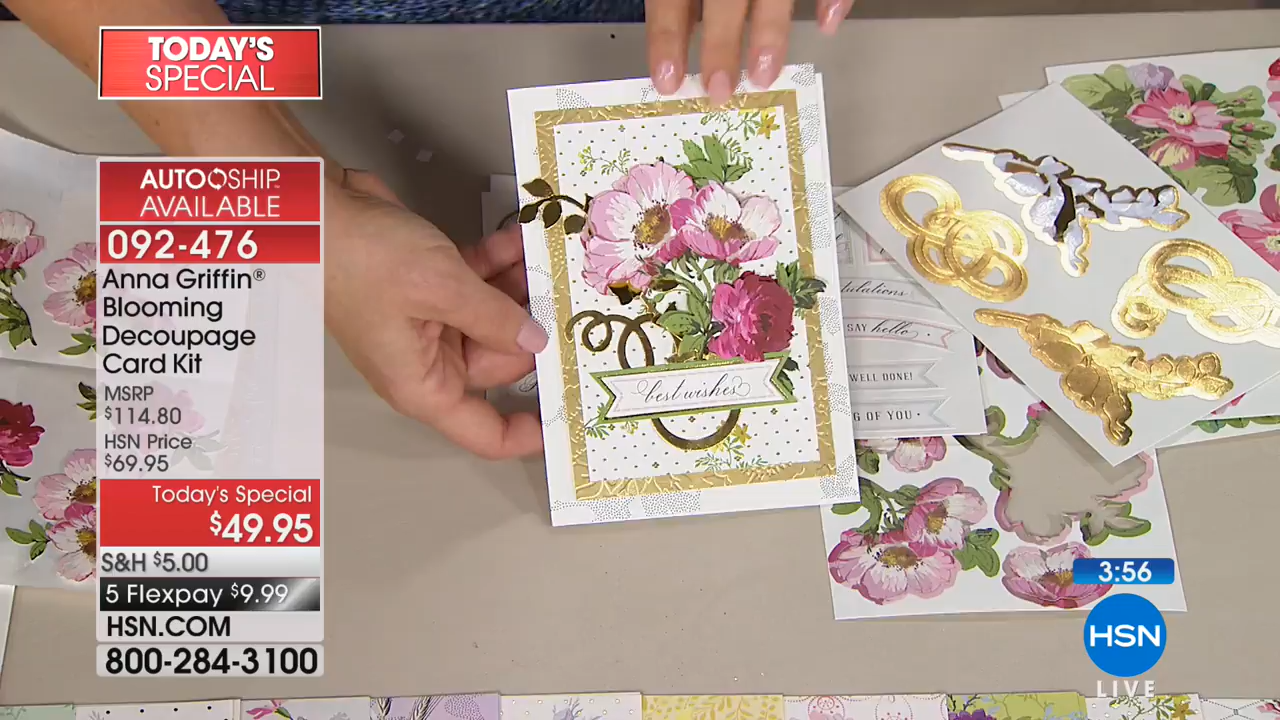 TODAY'S
SPECIAL
AUTOSHIP™
AVAILABLE
092-476
Anna Griffin®
Blooming
Decoupage
Card Kit
MSRP
$114.80
HSN Price
$69.95
Today's Special
$49.95
S&H $5.00
5 Flexpay $9.99
HSN.COM
800-284-3100
best wishes
SAY hello
WELL DONE!
OF YOU
3:56
HSN
LIVE